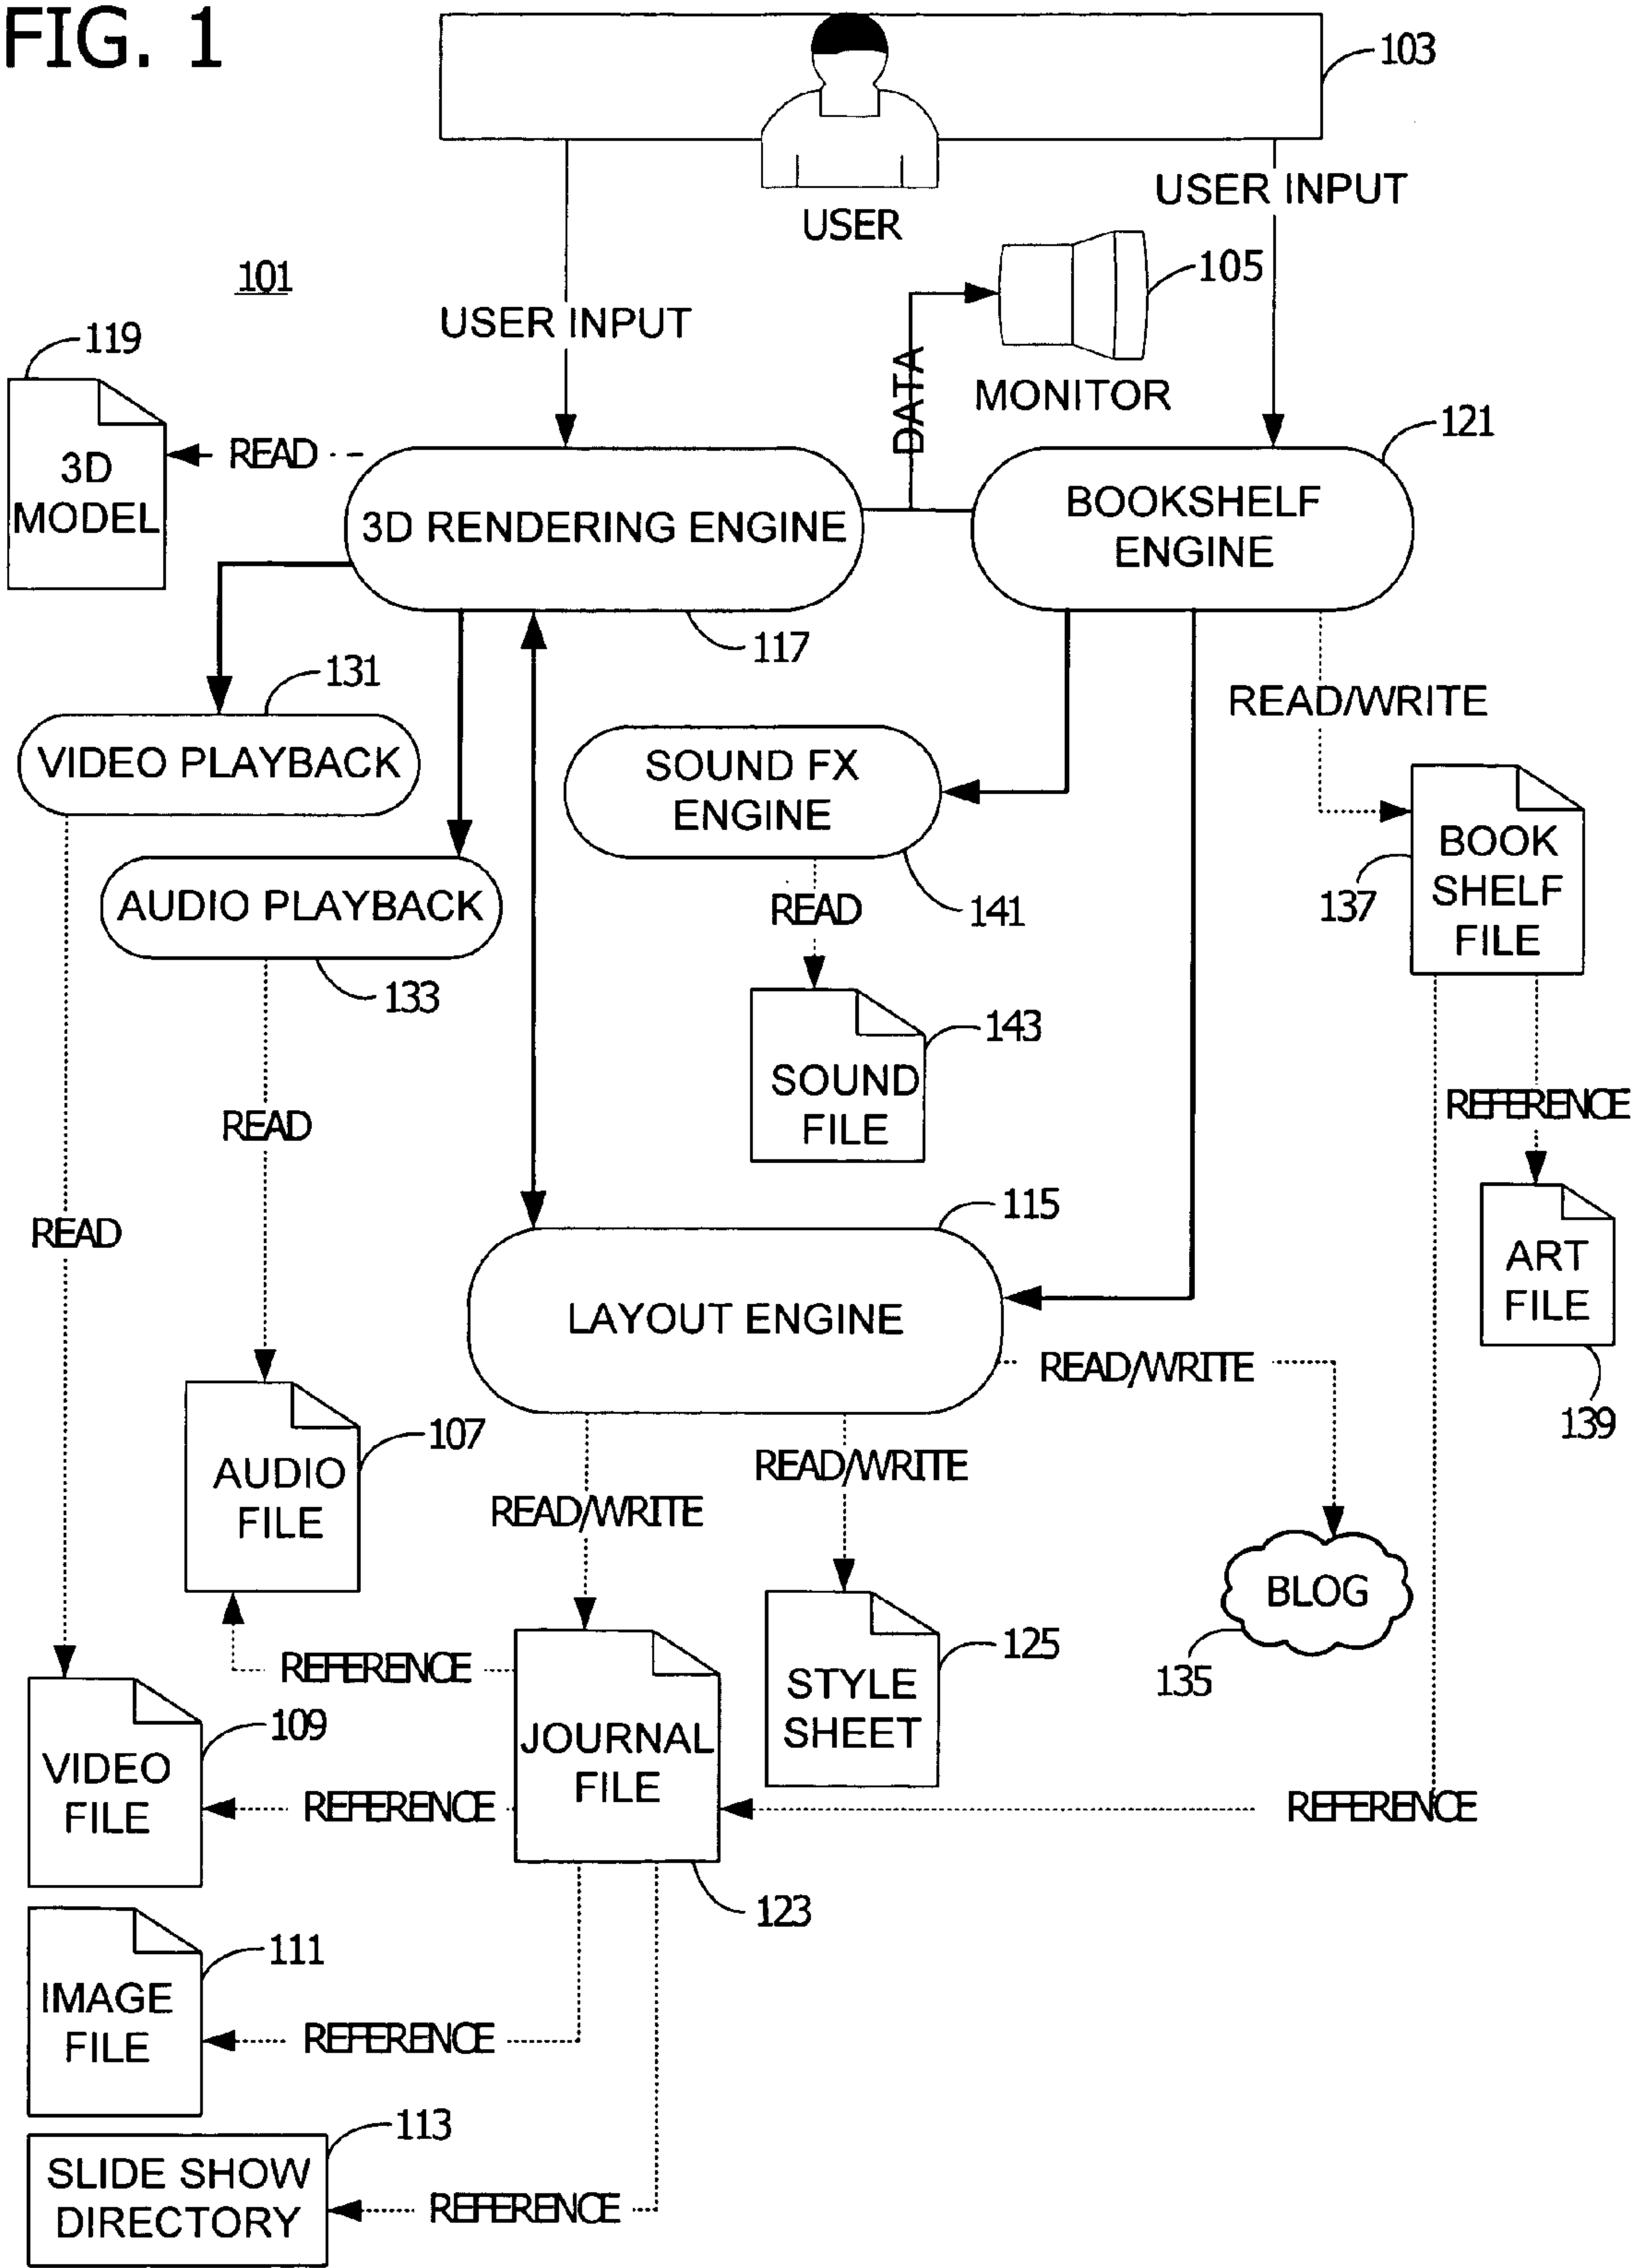 FIG. 1
103
USER INPUT
USER
105
101
USER INPUT
119
DATA
MONITOR
121
READ
3D
MODEL
3D RENDERING ENGINE
BOOKSHELF
ENGINE
117
131
READ/WRITE
VIDEO PLAYBACK
SOUND FX
ENGINE
BOOK
SHELF
FILE
137
AUDIO PLAYBACK
READ
141
133
143
SOUND
FILE
REFERENCE
READ
READ
115
ART
FILE
LAYOUT ENGINE
READ/WRITE
139
107
AUDIO
FILE
READ/WRITE
READ/WRITE
BLOG
REFERENCE
125
135
STYLE
SHEET
109
JOURNAL
FILE
VIDEO
FILE
REFERENCE
REFERENCE
123
111
IMAGE
FILE
REFERENCE
113
SLIDE SHOW
DIRECTORY
REFERENCE